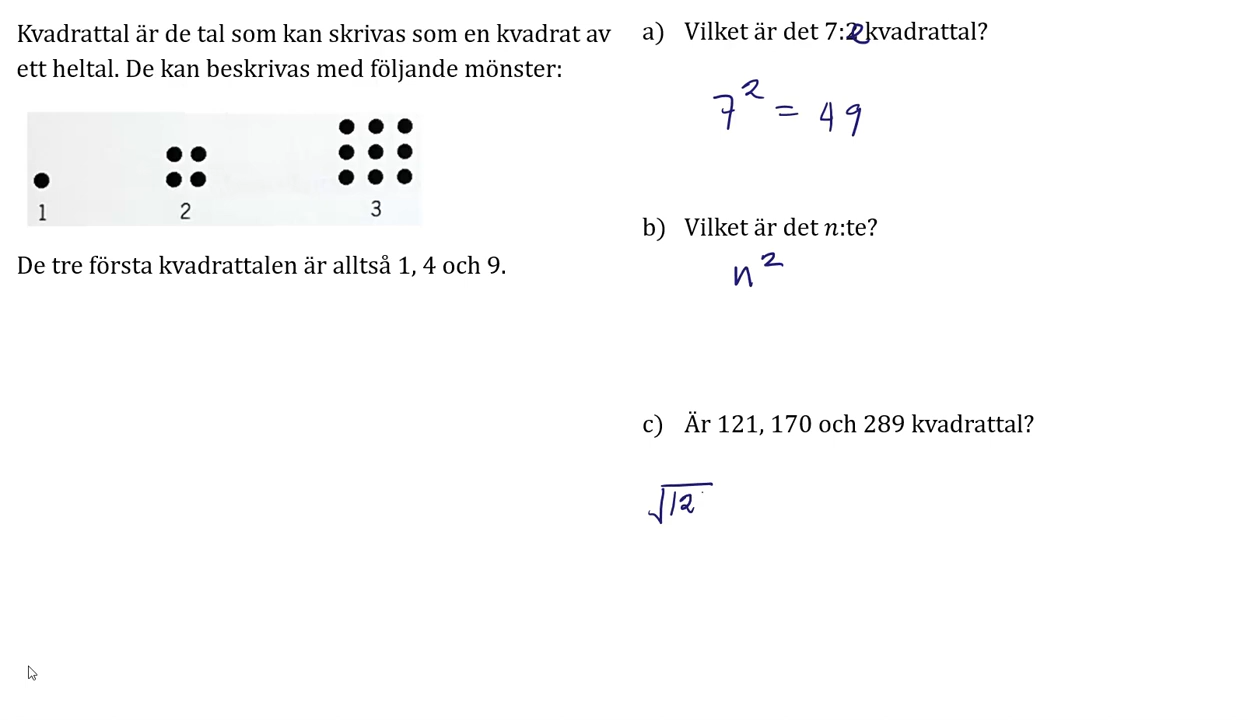 Kvadrattal är de tal som kan skrivas som en kvadrat av
ett heltal. De kan beskrivas med följande mönster:
1 2 3
De tre första kvadrattalen är alltså 1, 4 och 9.
a) Vilket är det 7:e kvadrattal?
7² = 49
b) Vilket är det n:te?
n²
c) Är 121, 170 och 289 kvadrattal?
√12